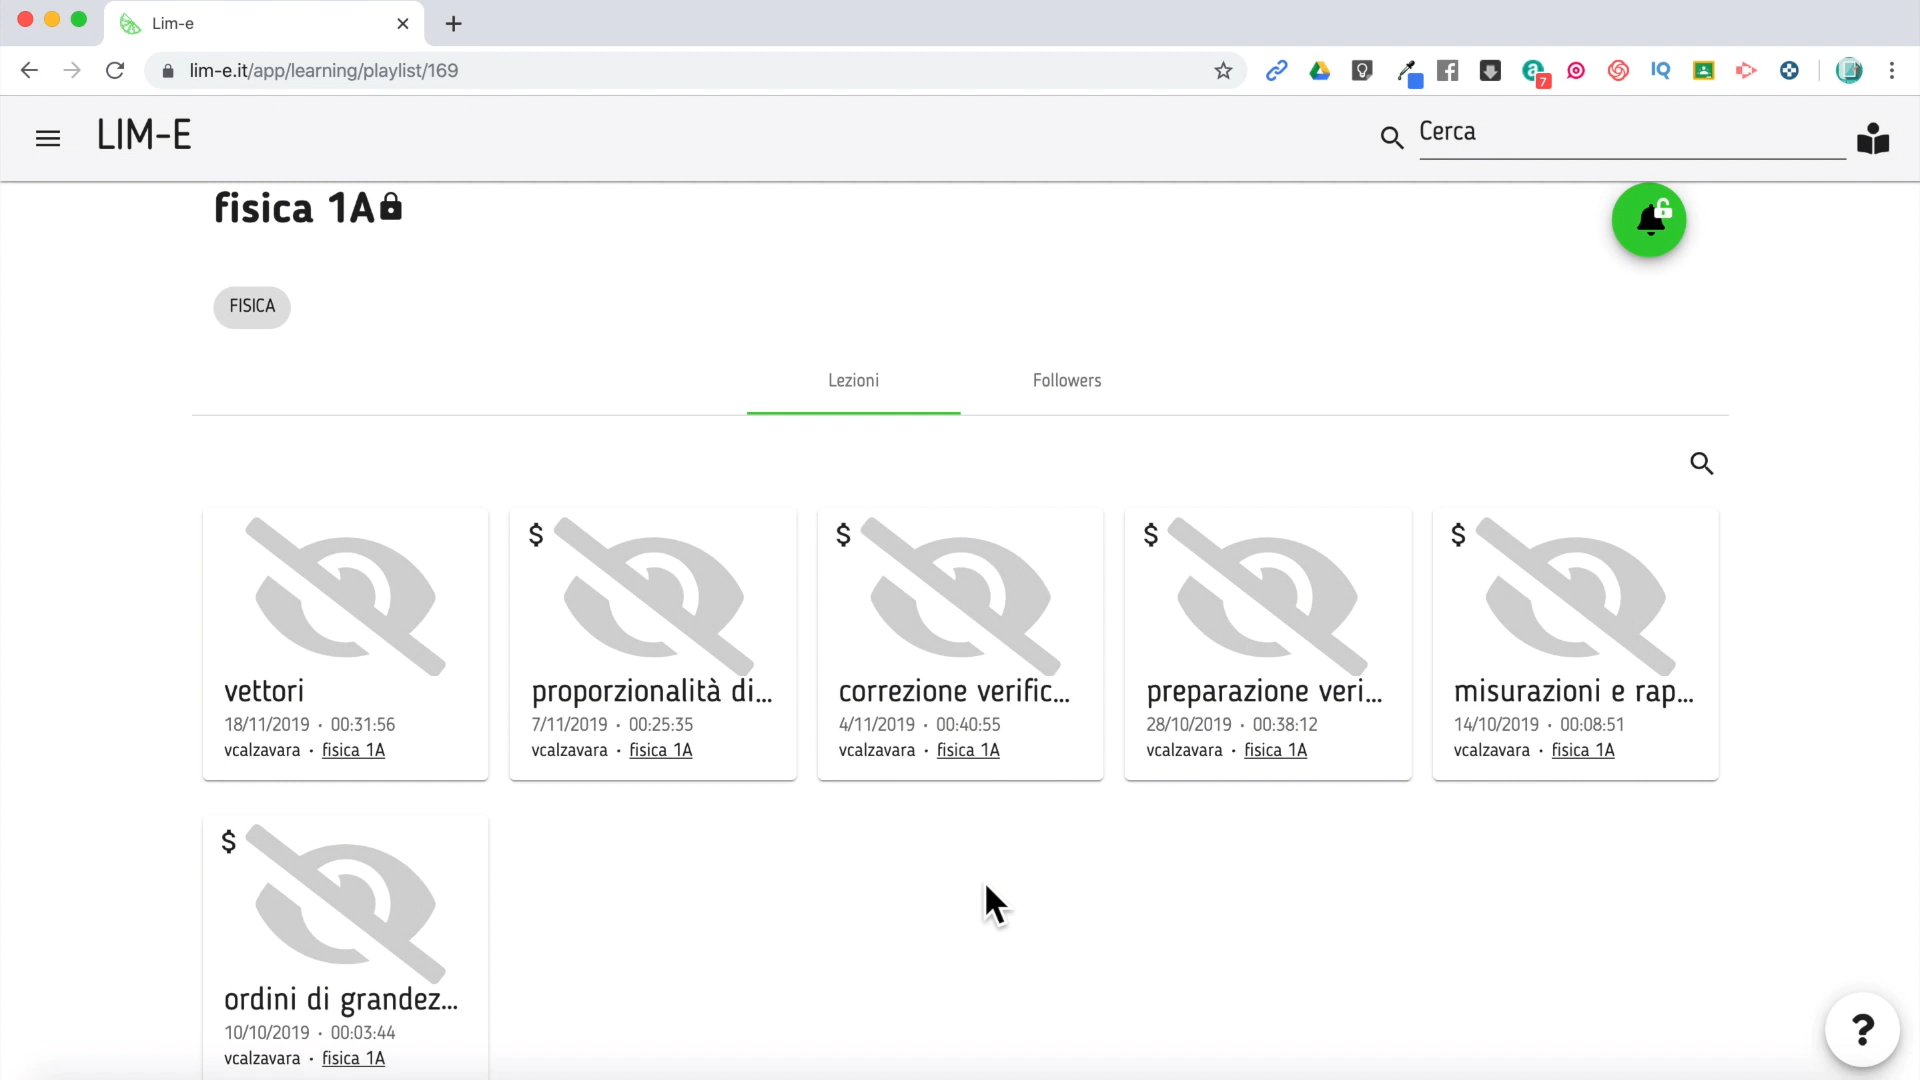 Lim-e
lim-e.it/app/learning/playlist/169
7
IQ
LIM-E
Cerca
fisica 1A
FISICA
Lezioni
Followers
vettori
18/11/2019 · 00:31:56
vcalzavara · fisica 1A
$
proporzionalità di...
7/11/2019 · 00:25:35
vcalzavara · fisica 1A
$
correzione verific...
4/11/2019 · 00:40:55
vcalzavara · fisica 1A
$
preparazione veri...
28/10/2019 · 00:38:12
vcalzavara · fisica 1A
$
misurazioni e rap...
14/10/2019 · 00:08:51
vcalzavara · fisica 1A
$
ordini di grandez...
10/10/2019 · 00:03:44
vcalzavara · fisica 1A
?